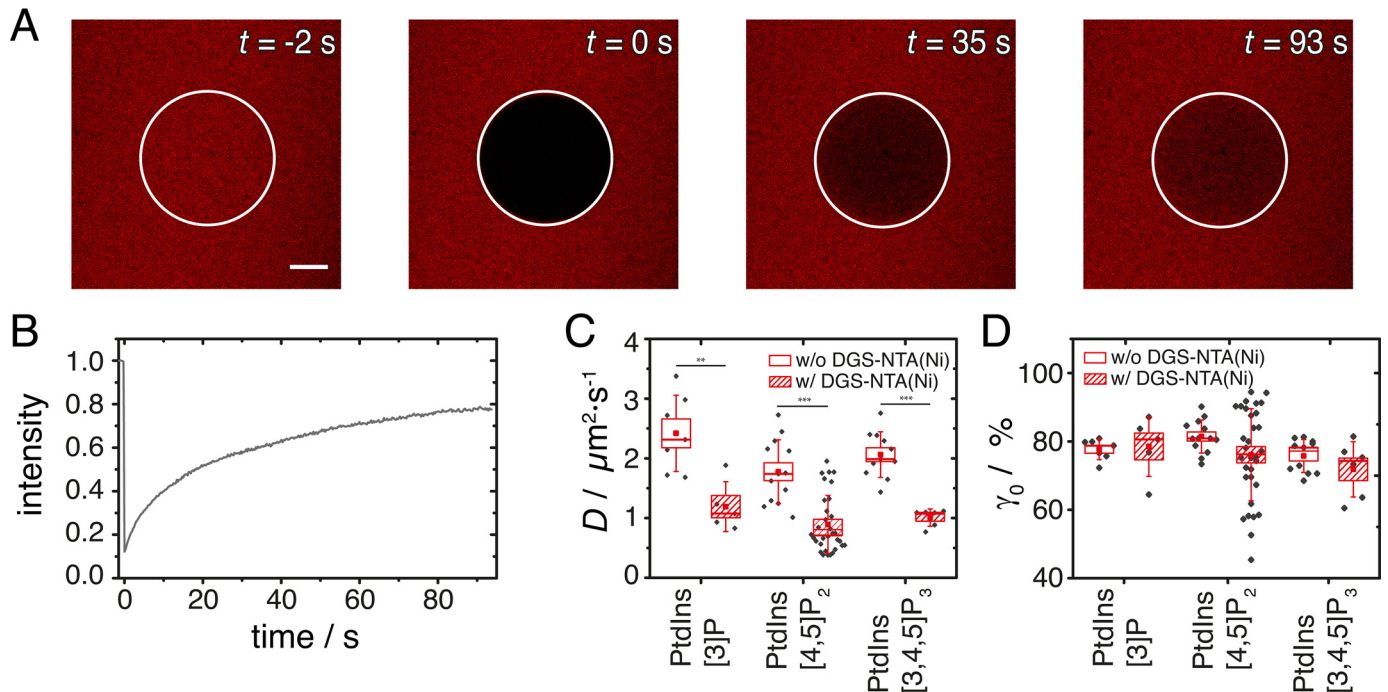 A
t = -2 s
t = 0 s
t = 35 s
t = 93 s
B
1.0
0.8
0.6
0.4
0.2
0.0
intensity
0 20 40 60 80
time / s
C
4
3
2
1
0
D / μm²·s⁻¹
w/o DGS-NTA(Ni)
w/ DGS-NTA(Ni)
**
***
***
PtdIns
[3]P
PtdIns
[4,5]P₂
PtdIns
[3,4,5]P₃
D
100
80
60
40
γ₀ / %
w/o DGS-NTA(Ni)
w/ DGS-NTA(Ni)
PtdIns
[3]P
PtdIns
[4,5]P₂
PtdIns
[3,4,5]P₃